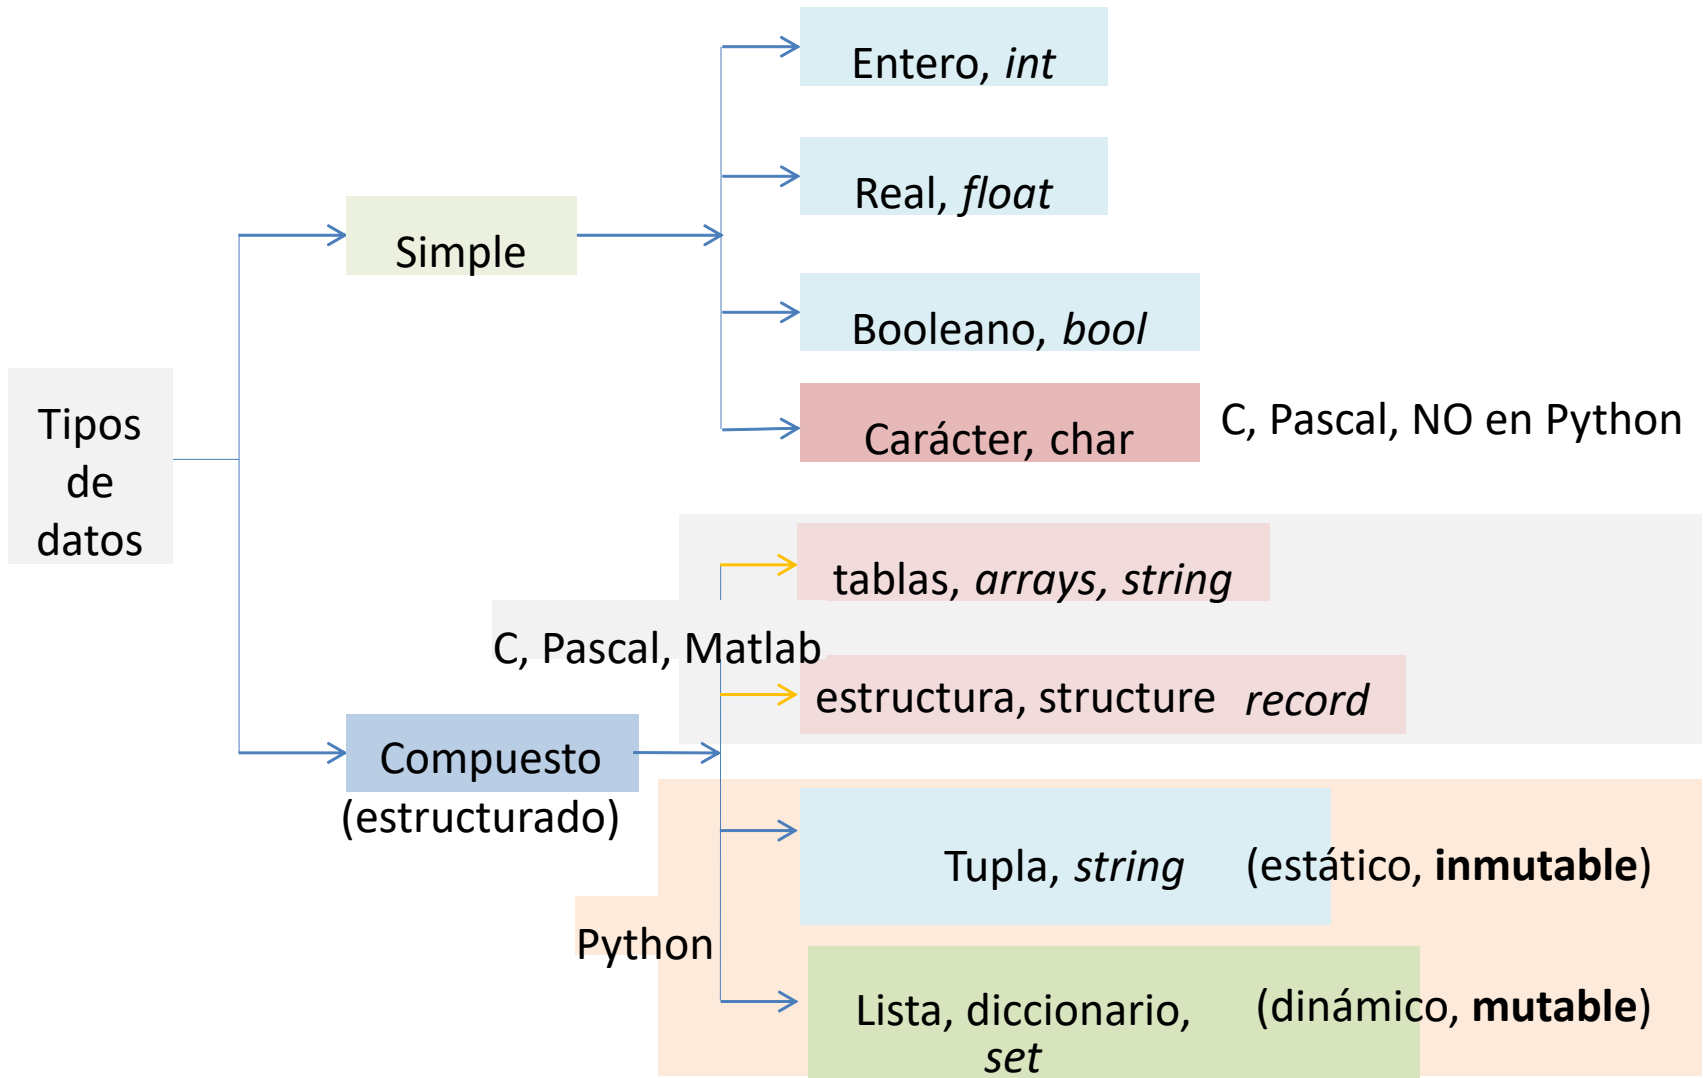 Entero, int
Real, float
Simple
Booleano, bool
Tipos
de
datos
Carácter, char
C, Pascal, NO en Python
tablas, arrays, string
C, Pascal, Matlab
estructura, structure record
Compuesto
(estructurado)
Tupla, string (estático, inmutable)
Python
Lista, diccionario,
set
(dinámico, mutable)